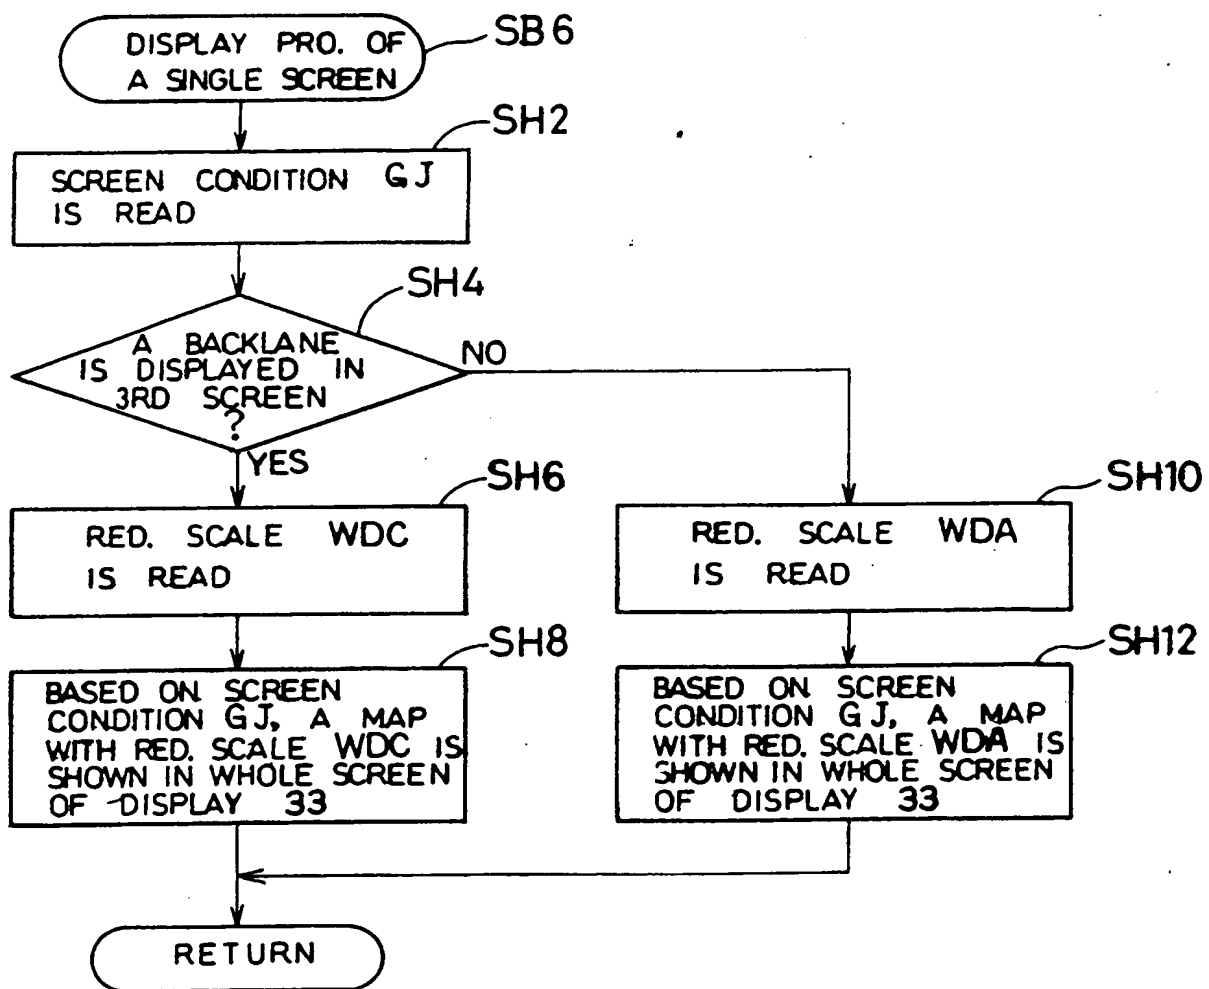 DISPLAY PRO. OF
A SINGLE SCREEN
SB6
SH2
SCREEN CONDITION GJ
IS READ
SH4
A BACKLANE
IS DISPLAYED IN
3RD SCREEN
?
NO
YES
SH6
RED. SCALE WDC
IS READ
SH10
RED. SCALE WDA
IS READ
SH8
BASED ON SCREEN
CONDITION GJ, A MAP
WITH RED. SCALE WDC IS
SHOWN IN WHOLE SCREEN
OF DISPLAY 33
SH12
BASED ON SCREEN
CONDITION GJ, A MAP
WITH RED. SCALE WDA IS
SHOWN IN WHOLE SCREEN
OF DISPLAY 33
RETURN